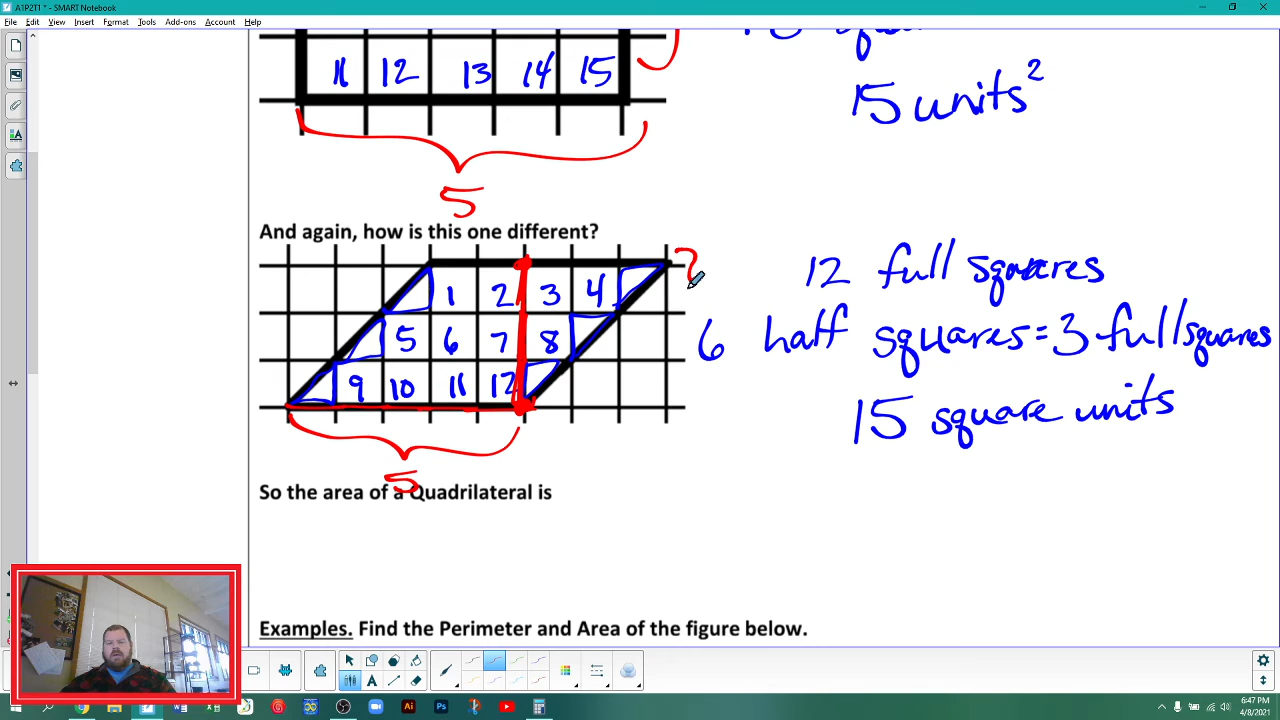 A1P2T1 * - SMART Notebook
File Edit View Insert Format Tools Add-ons Account
11 12 13 14 15
15 units²
5
And again, how is this one different?
1 2 3 4
5 6 7 8
9 10 11 12
5
12 full squares
6 half squares = 3 full squares
15 square units
So the area of a Quadrilateral is
Examples. Find the Perimeter and Area of the figure below.
6:47 PM
4/8/2021